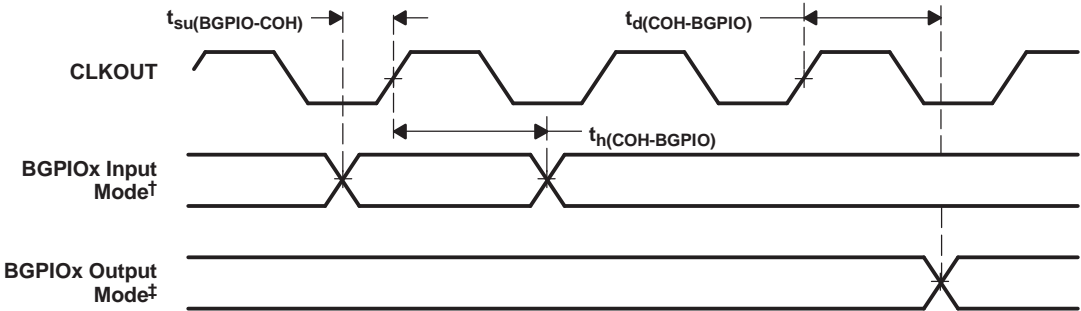 tsu(BGPIO-COH)
td(COH-BGPIO)
CLKOUT
th(COH-BGPIO)
BGPIOx Input
Mode†
BGPIOx Output
Mode‡